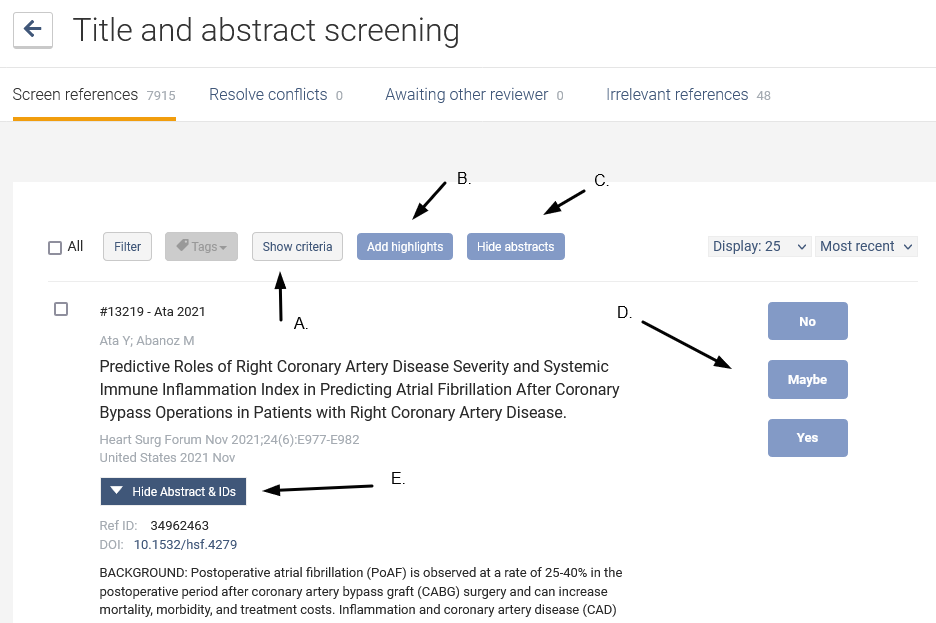 Title and abstract screening
Screen references 7915 Resolve conflicts 0 Awaiting other reviewer 0 Irrelevant references 48
B.
C.
All Filter Tags Show criteria Add highlights Hide abstracts Display: 25 Most recent
A.
D.
#13219 - Ata 2021
No
Ata Y; Abanoz M
Predictive Roles of Right Coronary Artery Disease Severity and Systemic
Immune Inflammation Index in Predicting Atrial Fibrillation After Coronary
Maybe
Bypass Operations in Patients with Right Coronary Artery Disease.
Heart Surg Forum Nov 2021;24(6):E977-E982
Yes
United States 2021 Nov
E.
Hide Abstract & IDs
Ref ID: 34962463
DOI: 10.1532/hsf.4279
BACKGROUND: Postoperative atrial fibrillation (PoAF) is observed at a rate of 25-40% in the
postoperative period after coronary artery bypass graft (CABG) surgery and can increase
mortality, morbidity, and treatment costs. Inflammation and coronary artery disease (CAD)